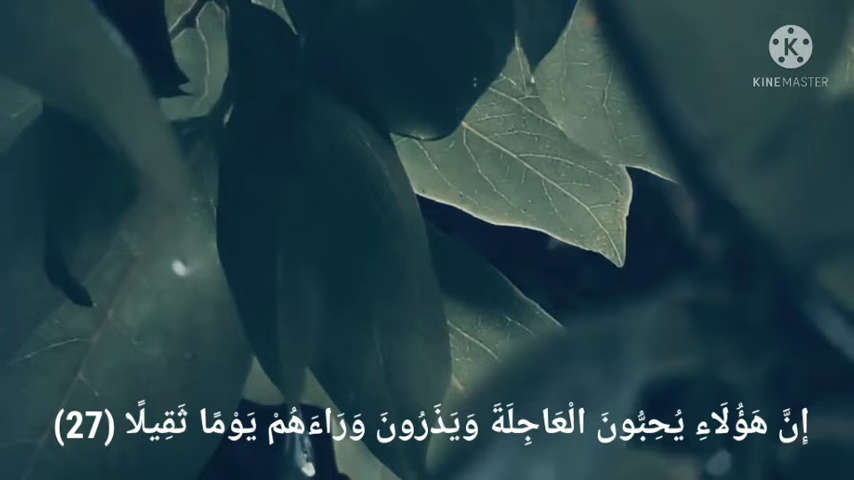 KINEMASTER
إِنَّ هَؤُلَاءِ يُحِبُّونَ الْعَاجِلَةَ وَيَذَرُونَ وَرَاءَهُمْ يَوْمًا ثَقِيلًا (27)